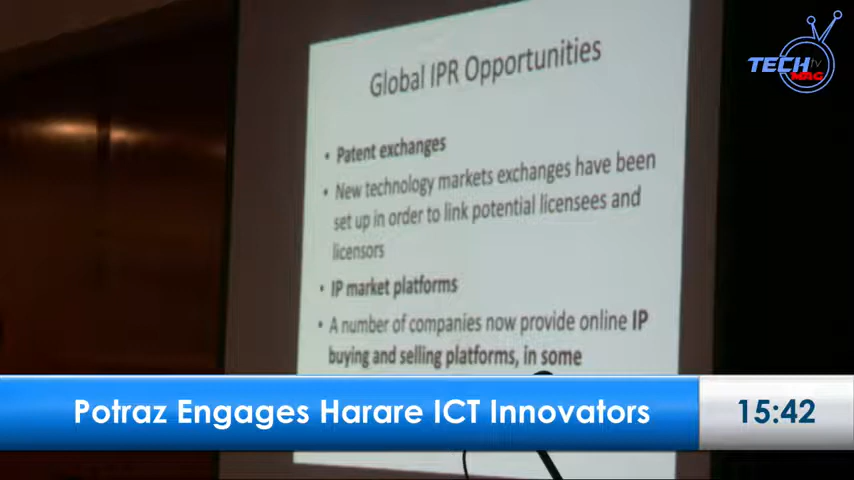 Global IPR Opportunities
• Patent exchanges
• New technology markets exchanges have been
set up in order to link potential licensees and
licensors
• IP market platforms
• A number of companies now provide online IP
buying and selling platforms, in some
TECH tv
MAG
Potraz Engages Harare ICT Innovators
15:42